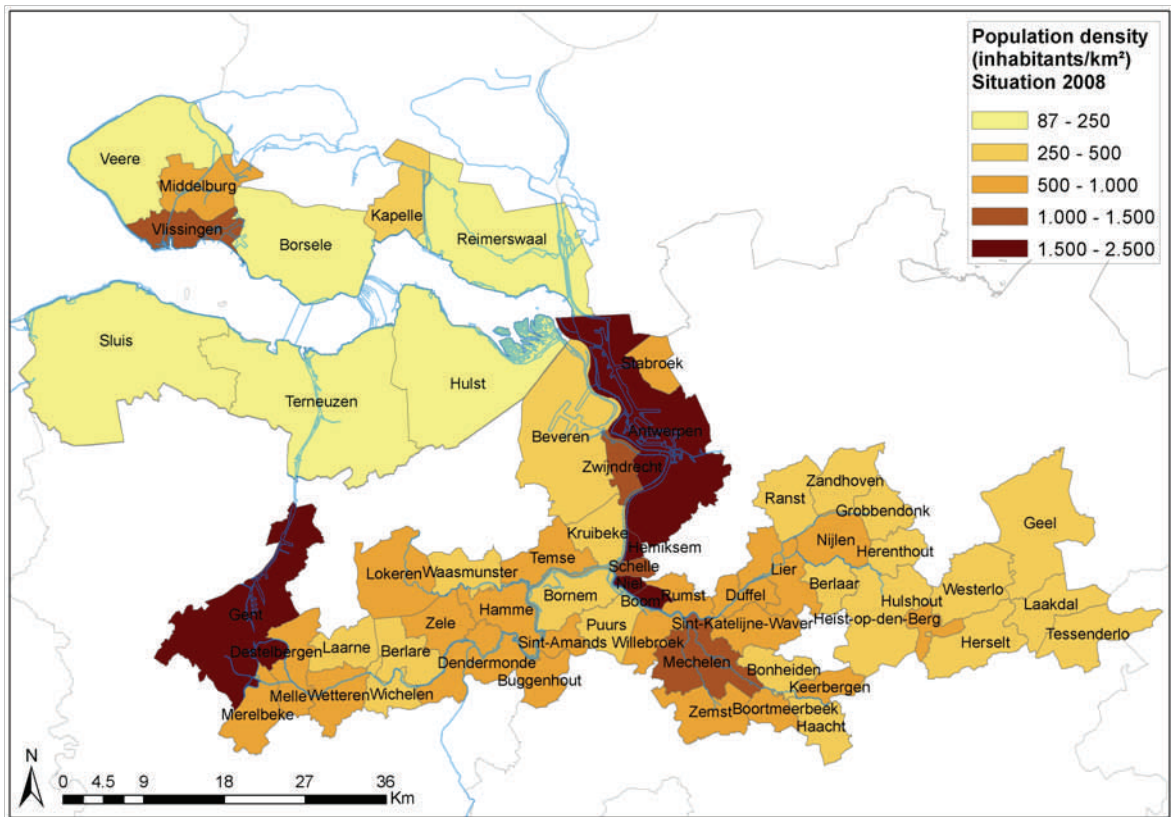 Population density
(inhabitants/km²)
Situation 2008
87 - 250
250 - 500
500 - 1.000
1.000 - 1.500
1.500 - 2.500
Veere
Middelburg
Vlissingen
Borsele
Kapelle
Reimerswaal
Sluis
Terneuzen
Hulst
Stabroek
Antwerpen
Beveren
Zwijndrecht
Ranst
Zandhoven
Grobbendonk
Geel
Kruibeke
Hemiksem
Nijlen
Herenthout
Lokeren
Waasmunster
Temse
Schelle
Lier
Niel
Rumst
Duffel
Berlaar
Westerlo
Bornem
Boom
Hulshout
Laakdal
Gent
Hamme
Zele
Puurs
Sint-Katelijne-Waver
Heist-op-den-Berg
Tessenderlo
Destelbergen
Laarne
Berlare
Sint-Amands
Willebroek
Herselt
Dendermonde
Mechelen
Bonheiden
Buggenhout
Melle
Wetteren
Wichelen
Keerbergen
Merelbeke
Zemst
Boortmeerbeek
Haacht
N
0 4.5 9 18 27 36
Km